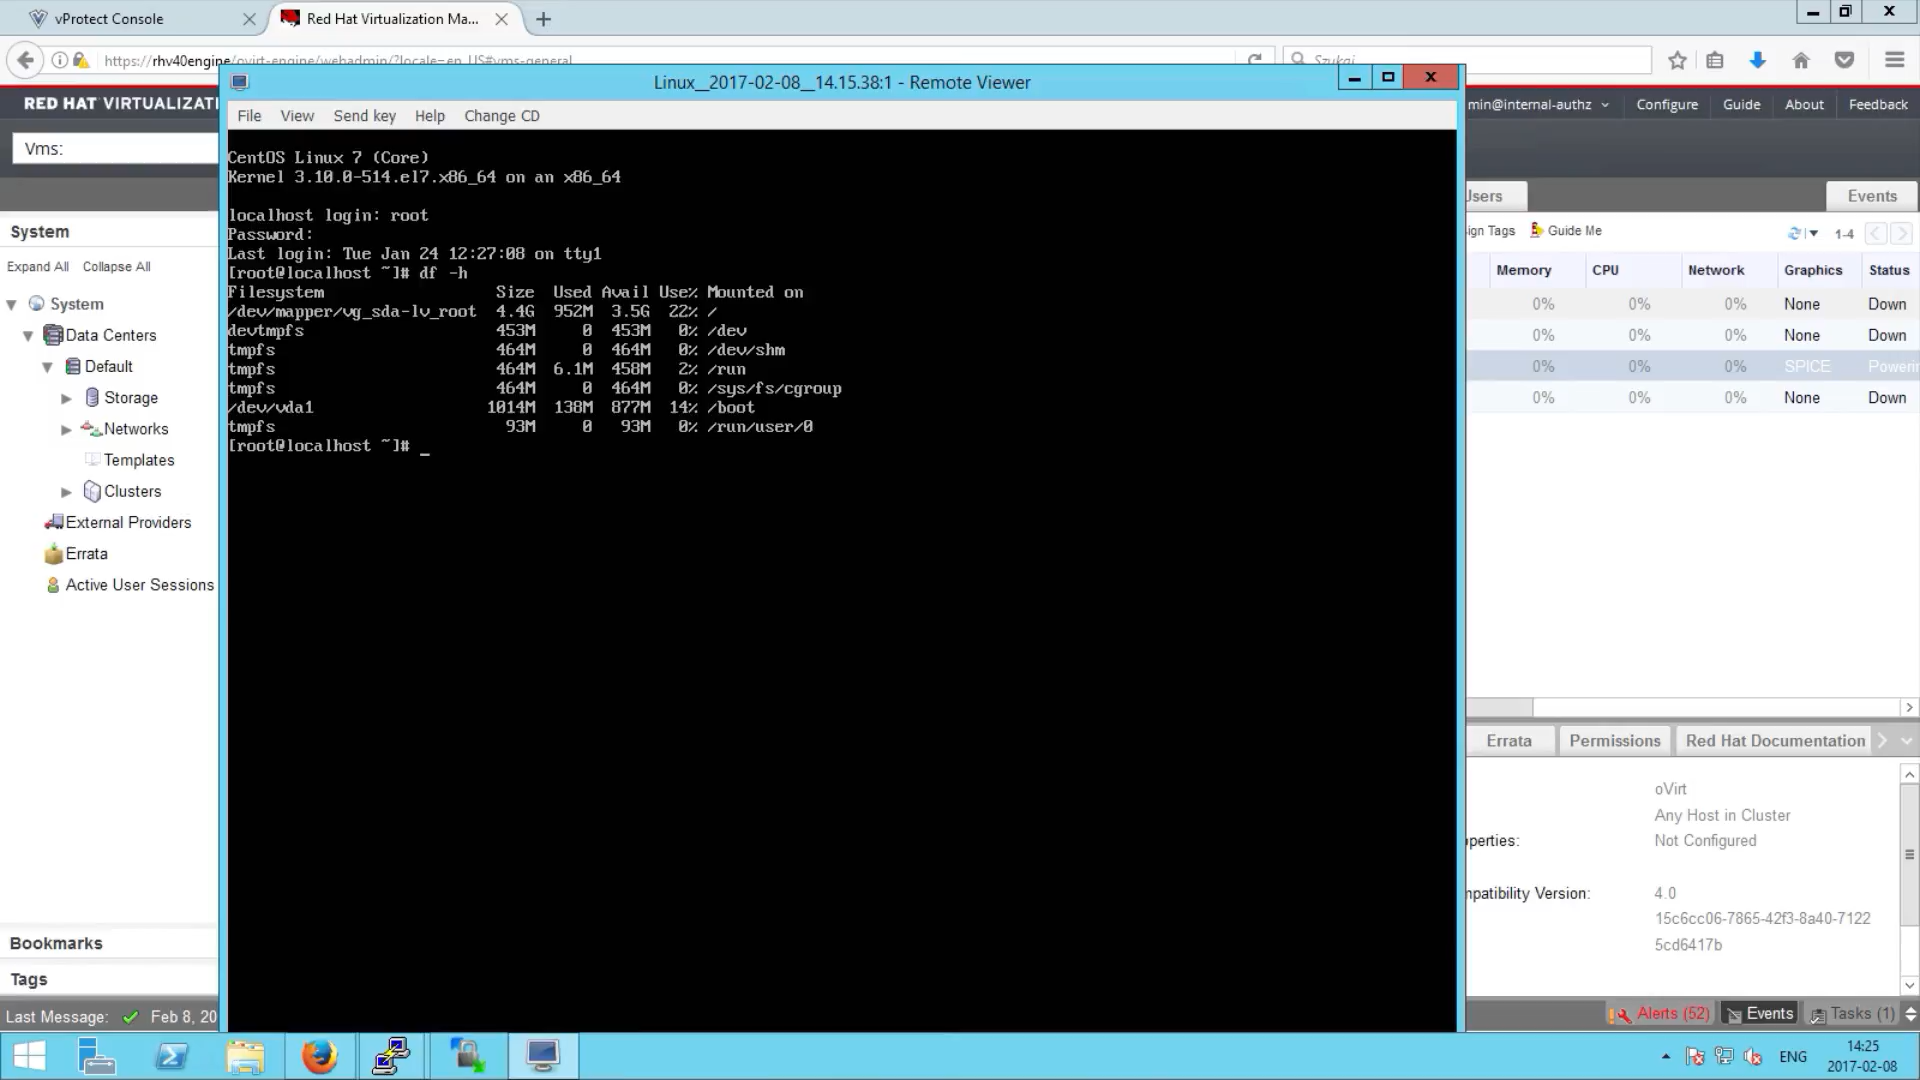 vProtect Console
Red Hat Virtualization Ma...
https://rhv40engine/ovirt-engine/webadmin/?locale=en_US#vms-general
Szukaj
Linux__2017-02-08__14.15.38:1 - Remote Viewer
RED HAT VIRTUALIZATI
min@internal-authz
Configure
Guide
About
Feedback
File View Send key Help Change CD
Vms:
CentOS Linux 7 (Core)
Kernel 3.10.0-514.el7.x86_64 on an x86_64
localhost login: root
Password:
Last login: Tue Jan 24 12:27:08 on tty1
[root@localhost ~]# df -h
Filesystem Size Used Avail Use% Mounted on
/dev/mapper/vg_sda-lv_root 4.4G 952M 3.5G 22% /
devtmpfs 453M 0 453M 0% /dev
tmpfs 464M 0 464M 0% /dev/shm
tmpfs 464M 6.1M 458M 2% /run
tmpfs 464M 0 464M 0% /sys/fs/cgroup
/dev/vda1 1014M 138M 877M 14% /boot
tmpfs 93M 0 93M 0% /run/user/0
[root@localhost ~]# _
System
Expand All Collapse All
System
Data Centers
Default
Storage
Networks
Templates
Clusters
External Providers
Errata
Active User Sessions
Bookmarks
Tags
Last Message: Feb 8, 20
Users
Events
ign Tags Guide Me 1-4
Memory CPU Network Graphics Status
0% 0% 0% None Down
0% 0% 0% None Down
0% 0% 0% SPICE Powerin
0% 0% 0% None Down
Errata Permissions Red Hat Documentation
oVirt
Any Host in Cluster
operties: Not Configured
mpatibility Version: 4.0
15c6cc06-7865-42f3-8a40-7122
5cd6417b
Alerts (52) Events Tasks (1)
ENG
14:25
2017-02-08